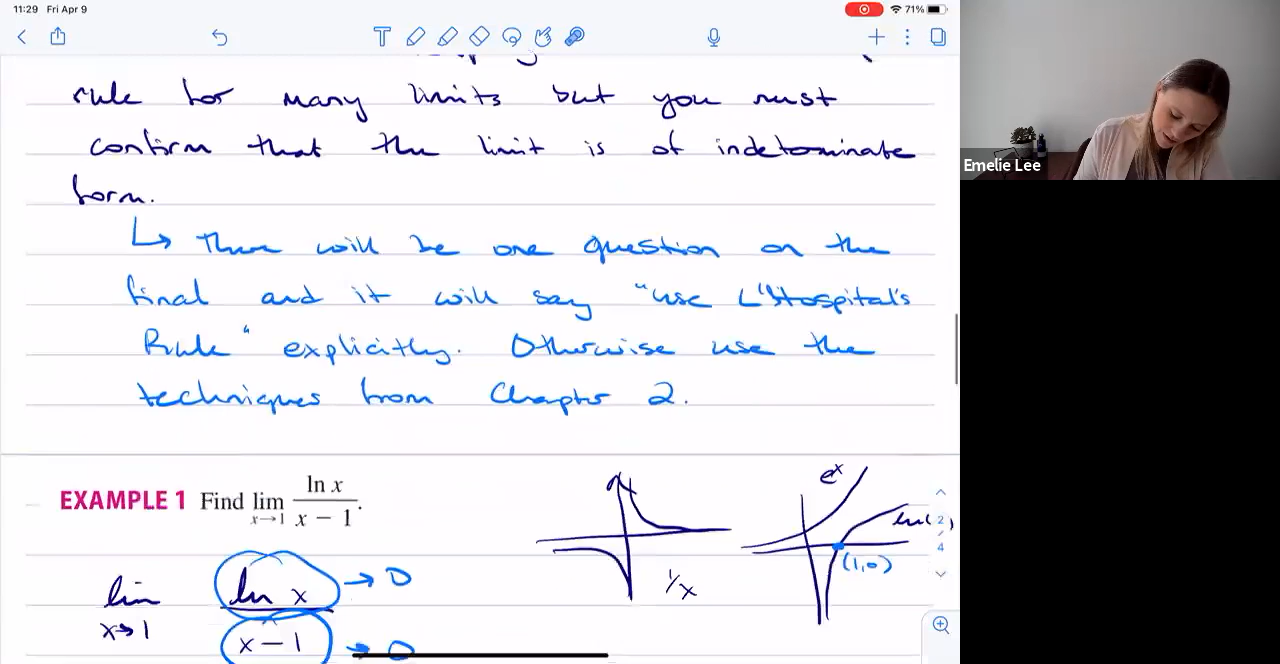 11:29 Fri Apr 9
71%
rule for many limits but you must
confirm that the limit is of indeterminate
form.
↳ There will be one question on the
final and it will say "use L'Hospital's
Rule" explicitly. Otherwise use the
techniques from Chapter 2.
EXAMPLE 1 Find lim x→1 ln x / x − 1.
e^x
ln( )
(1,0)
1/x
lim x→1 ln x → 0
x − 1 → 0
2 / 4
Emelie Lee